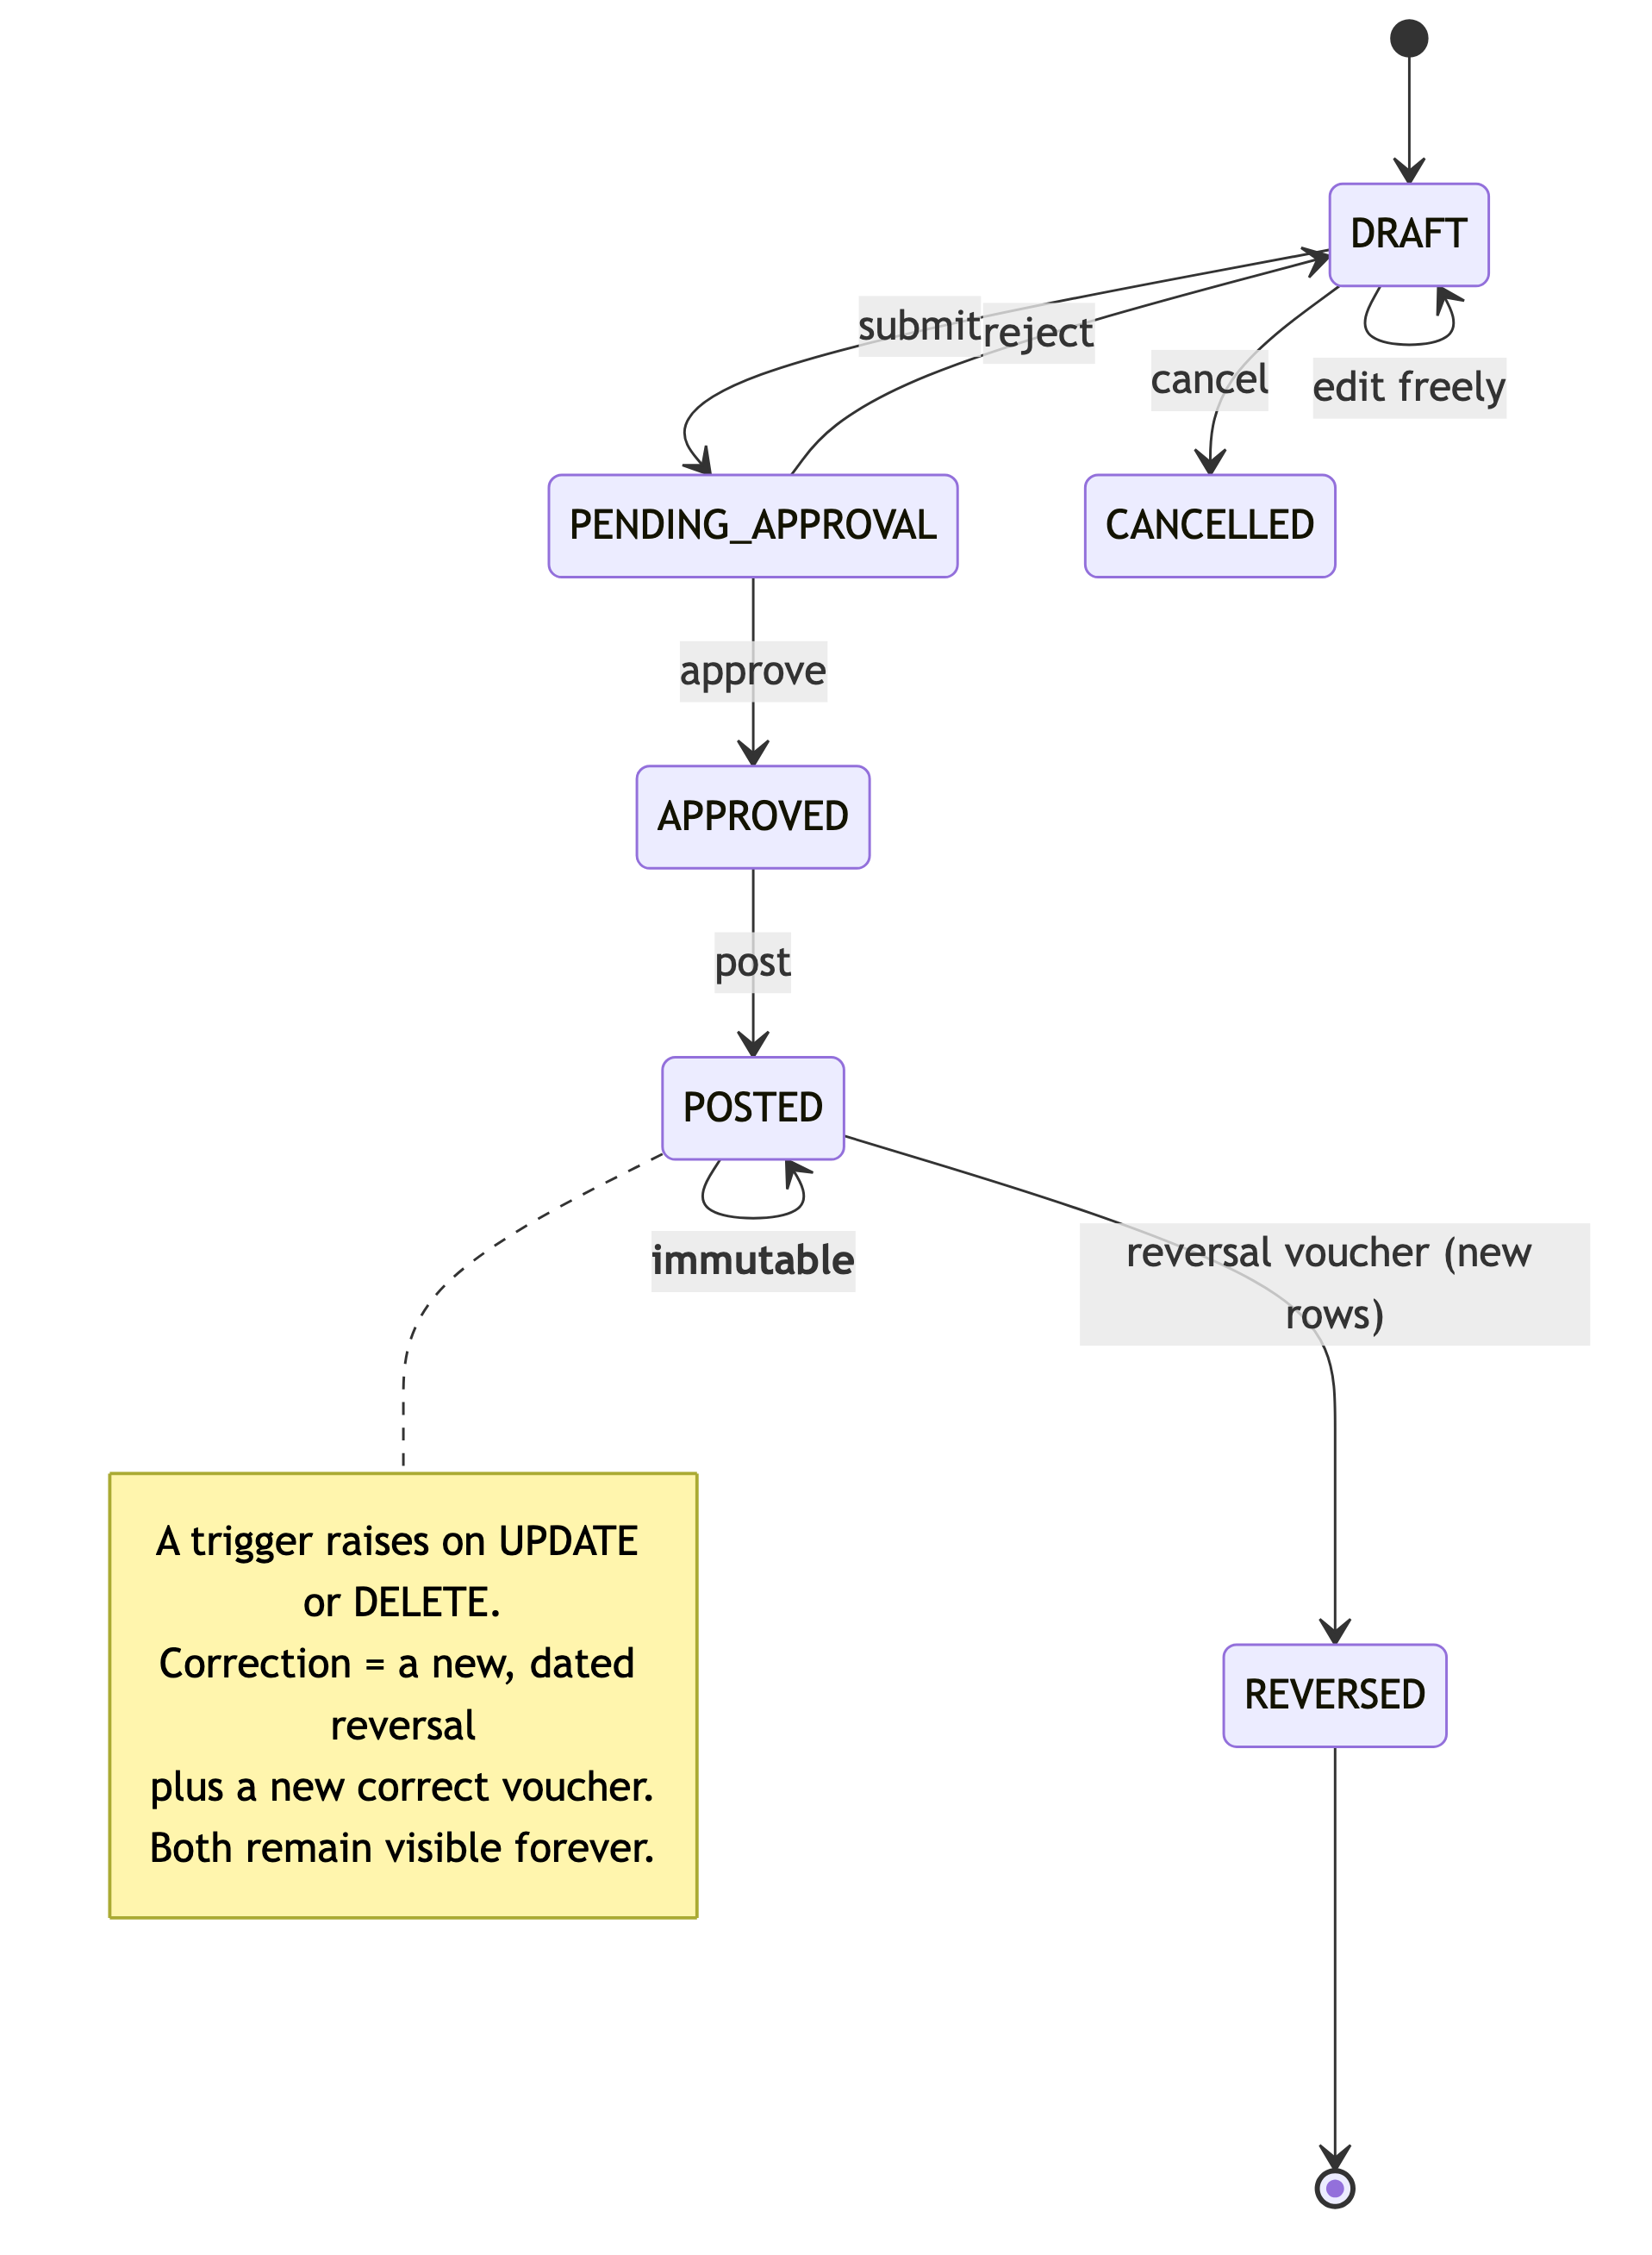 DRAFT
submit
reject
cancel
edit freely
PENDING_APPROVAL
CANCELLED
approve
APPROVED
post
POSTED
immutable
reversal voucher (new
rows)
A trigger raises on UPDATE
or DELETE.
Correction = a new, dated
reversal
plus a new correct voucher.
Both remain visible forever.
REVERSED